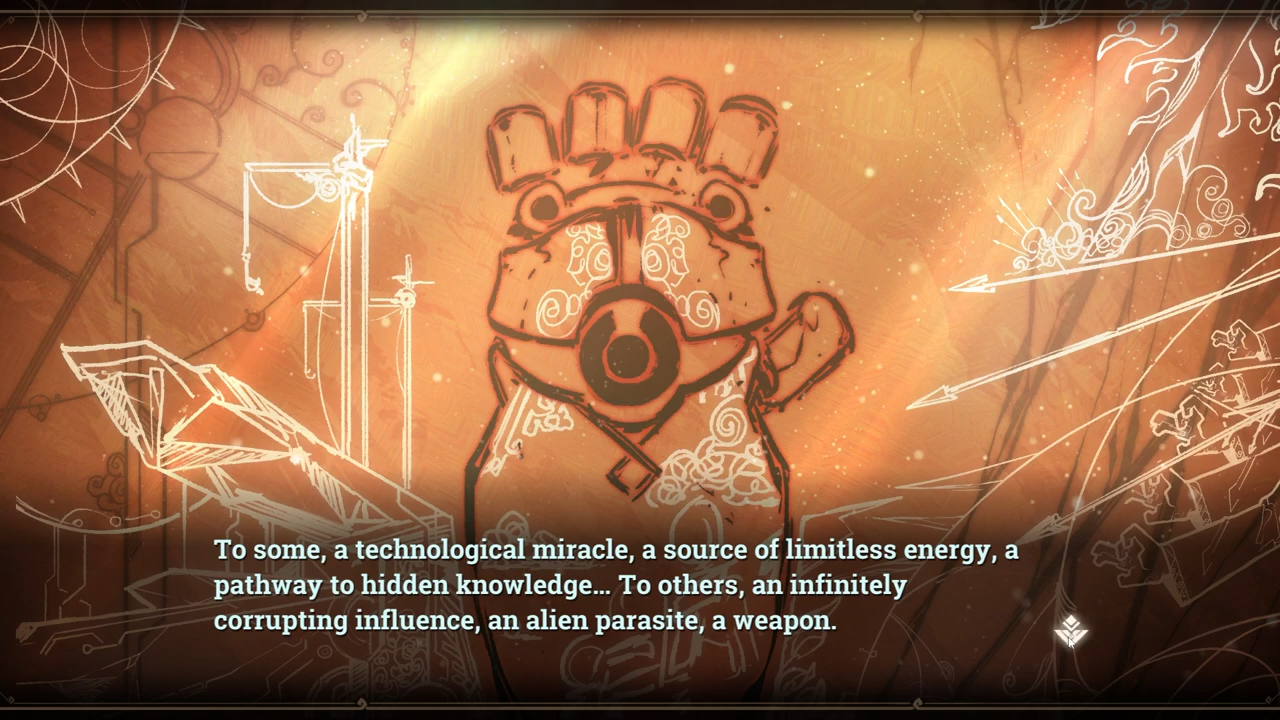 To some, a technological miracle, a source of limitless energy, a
pathway to hidden knowledge... To others, an infinitely
corrupting influence, an alien parasite, a weapon.